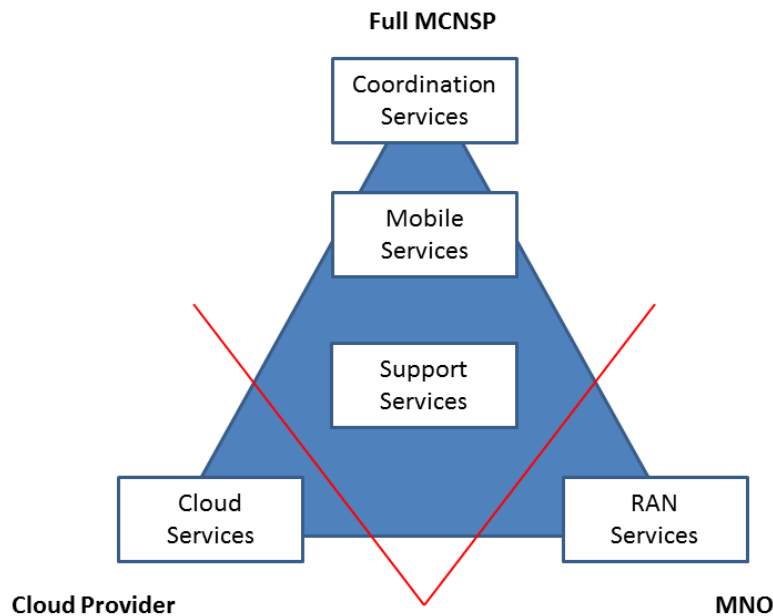 Full MCNSP
Coordination
Services
Mobile
Services
Support
Services
Cloud
Services
RAN
Services
Cloud Provider
MNO